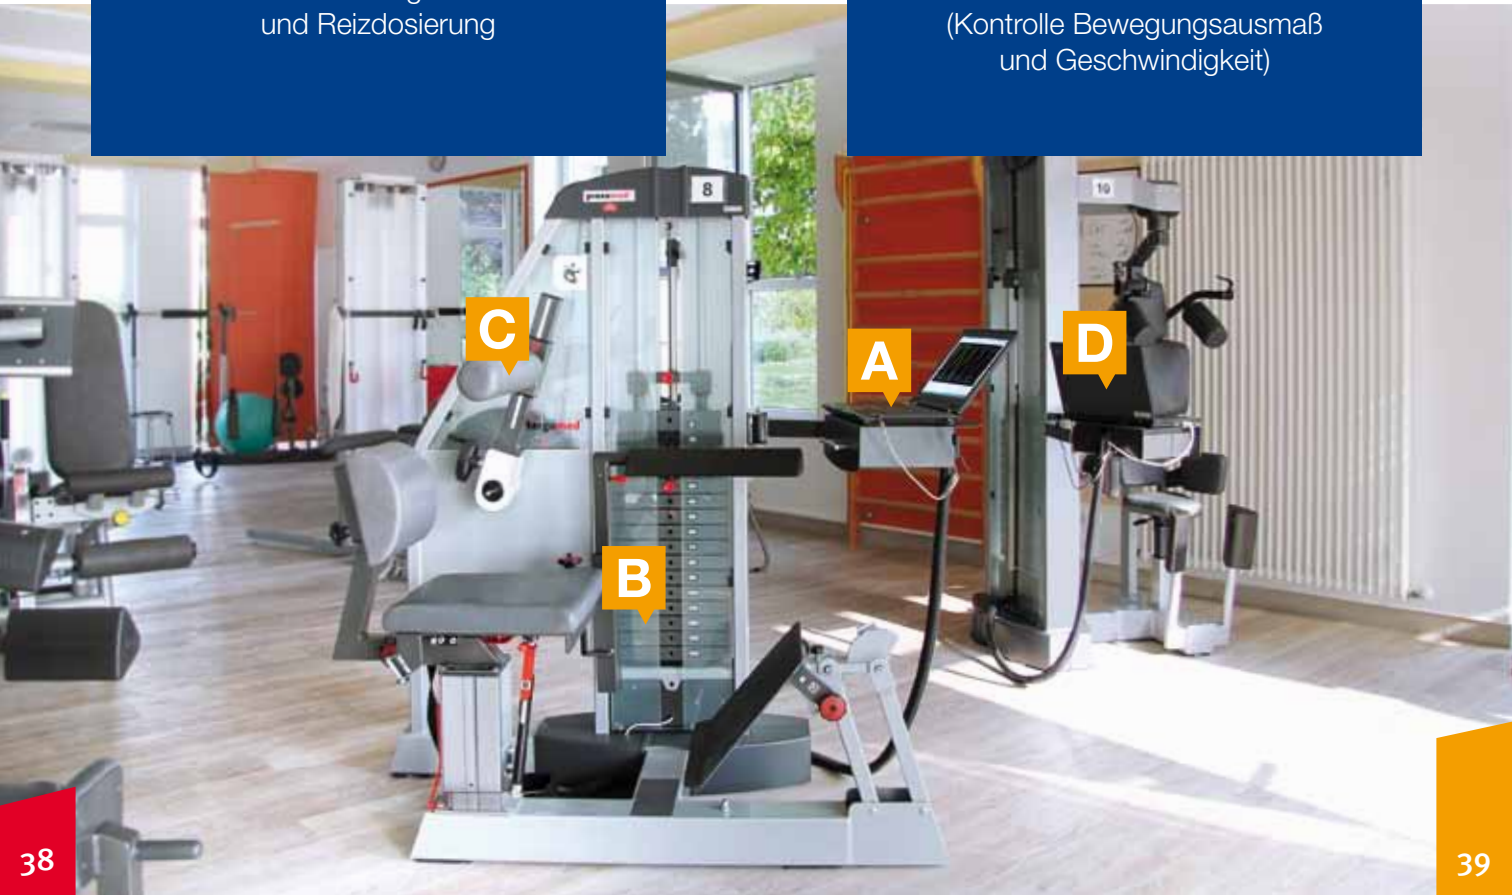 und Reizdosierung
(Kontrolle Bewegungsausmaß
und Geschwindigkeit)
8
10
C
A
D
B
38
39